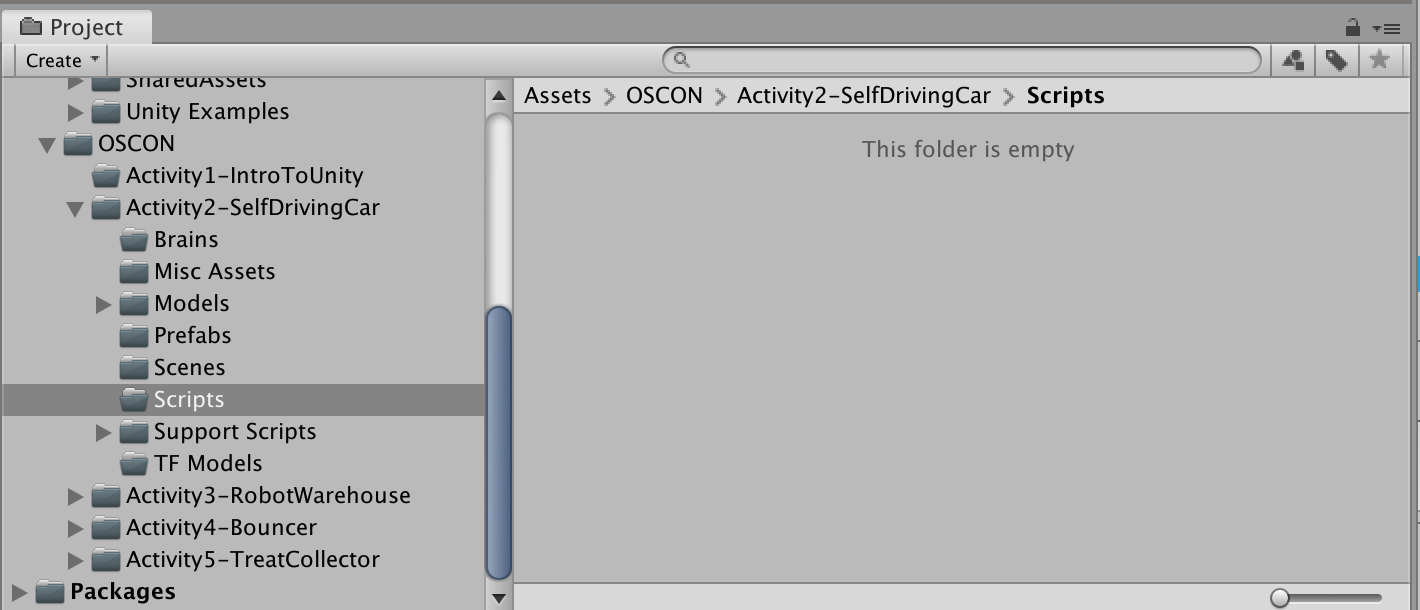 Project
Create
SharedAssets
Unity Examples
OSCON
Activity1-IntroToUnity
Activity2-SelfDrivingCar
Brains
Misc Assets
Models
Prefabs
Scenes
Scripts
Support Scripts
TF Models
Activity3-RobotWarehouse
Activity4-Bouncer
Activity5-TreatCollector
Packages
Assets > OSCON > Activity2-SelfDrivingCar > Scripts
This folder is empty